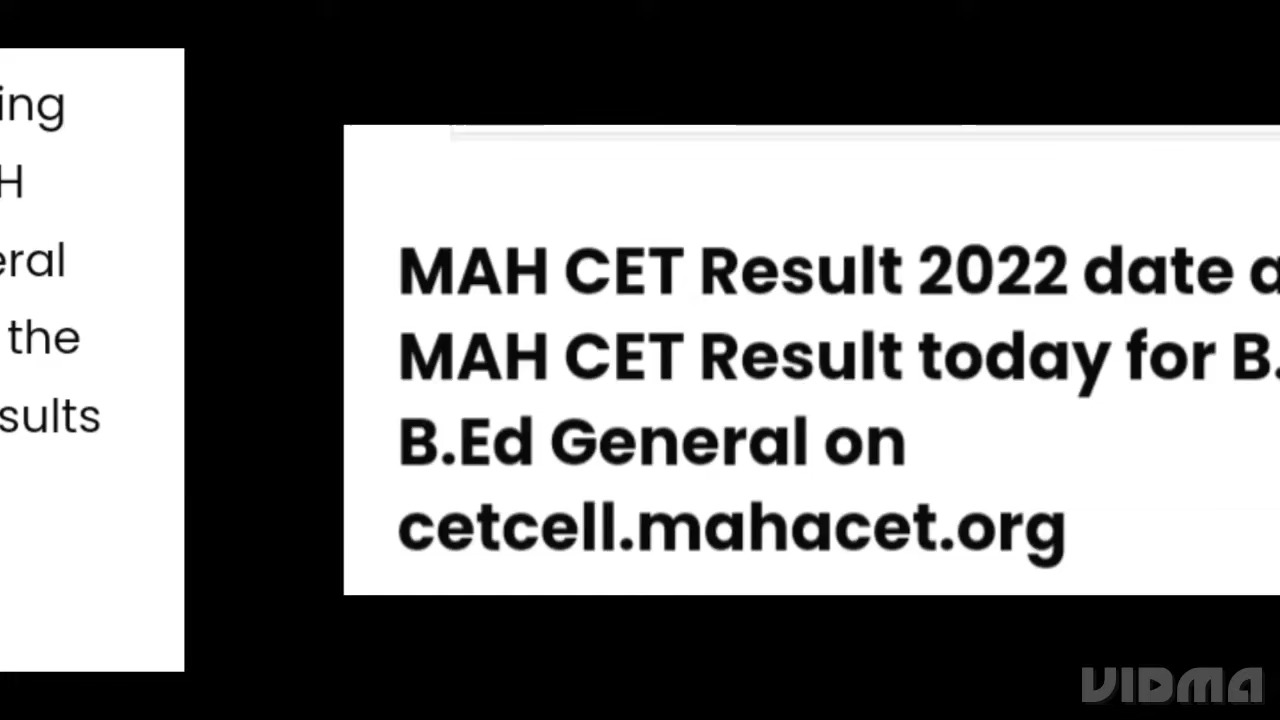 ing
H
eral
the
sults
MAH CET Result 2022 date a
MAH CET Result today for B.
B.Ed General on
cetcell.mahacet.org
VIDMA